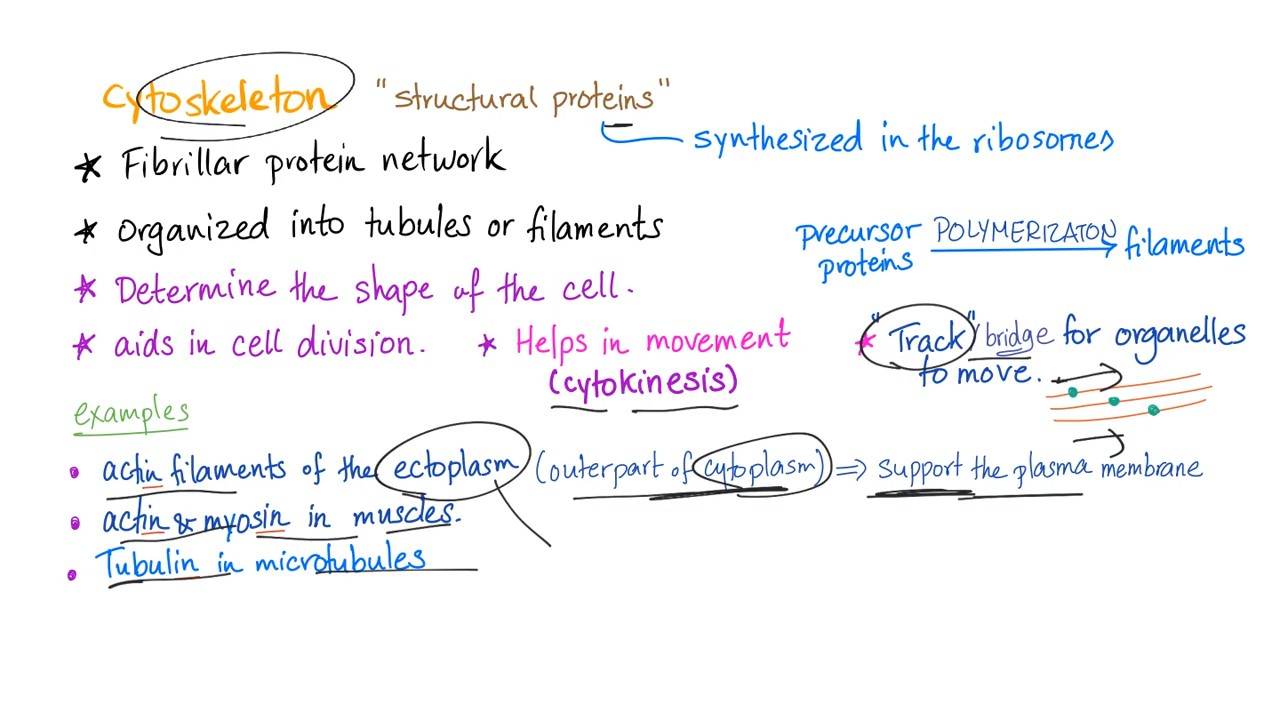 Cytoskeleton "structural proteins"
synthesized in the ribosomes
* Fibrillar protein network
* Organized into tubules or filaments
precursor proteins POLYMERIZATON filaments
* Determine the shape of the cell.
* aids in cell division. * Helps in movement (cytokinesis)
* "Track"/bridge for organelles
to move.
examples
• actin filaments of the ectoplasm (outerpart of cytoplasm) ⇒ support the plasma membrane
• actin & myosin in muscles.
• Tubulin in microtubules